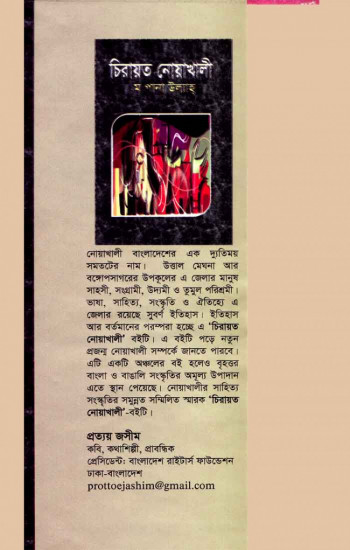 চিরায়ত নোয়াখালী
ম পানা উল্যাহ
নোয়াখালী বাংলাদেশের এক দ্যুতিময়
সমতটের নাম। উত্তাল মেঘনা আর
বঙ্গোপসাগরের উপকূলের এ জেলার মানুষ
সাহসী, সংগ্রামী, উদ্যমী ও তুমুল পরিশ্রমী।
ভাষা, সাহিত্য, সংস্কৃতি ও ঐতিহ্যে এ
জেলার রয়েছে সুবর্ণ ইতিহাস। ইতিহাস
আর বর্তমানের পরম্পরা হচ্ছে এ 'চিরায়ত
নোয়াখালী' বইটি। এ বইটি পড়ে নতুন
প্রজন্ম নোয়াখালী সম্পর্কে জানতে পারবে।
এটি একটি অঞ্চলের বই হলেও বৃহত্তর
বাংলা ও বাঙালি সংস্কৃতির অমূল্য উপাদান
এতে স্থান পেয়েছে। নোয়াখালীর সাহিত্য
সংস্কৃতির সমুন্নত সম্মিলিত স্মারক 'চিরায়ত
নোয়াখালী'-বইটি।
প্রত্যয় জসীম
কবি, কথাশিল্পী, প্রাবন্ধিক
প্রেসিডেন্ট: বাংলাদেশ রাইটার্স ফাউন্ডেশন
ঢাকা-বাংলাদেশ
prottoejashim@gmail.com